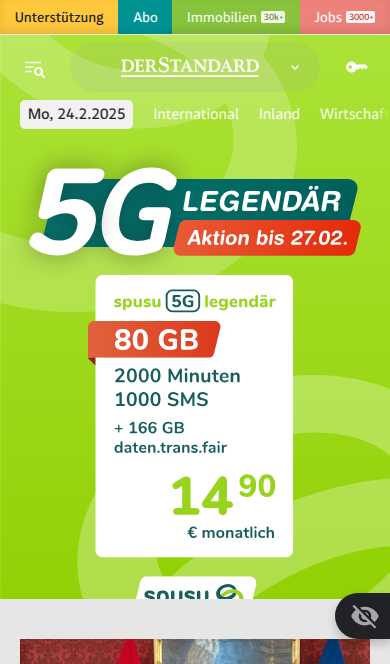 Unterstützung Abo Immobilien 30k+ Jobs 3000+
DERSTANDARD
Mo, 24.2.2025 International Inland Wirtschaf
5G LEGENDÄR
Aktion bis 27.02.
spusu 5G legendär
80 GB
2000 Minuten
1000 SMS
+ 166 GB
daten.trans.fair
14 90
€ monatlich
spusu